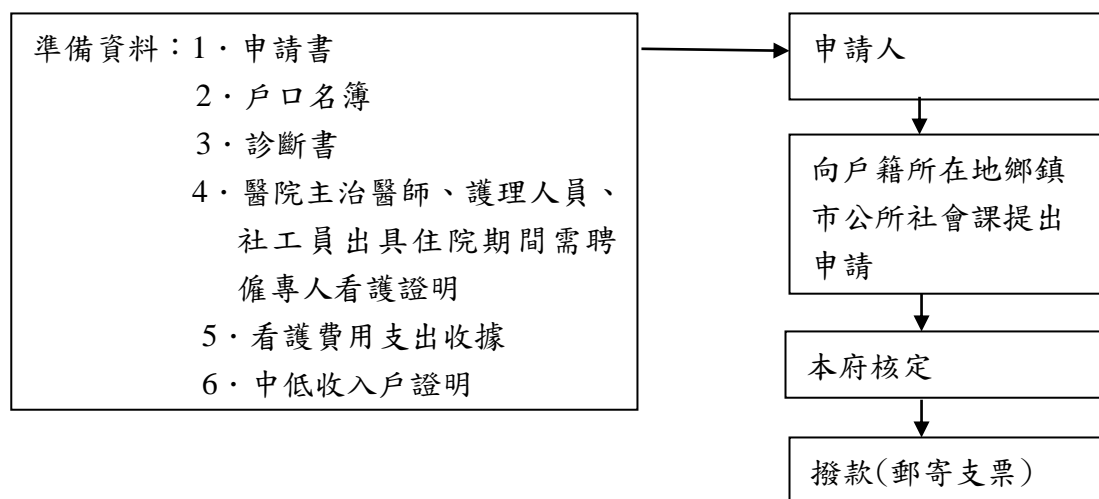 準備資料：1．申請書
2．戶口名簿
3．診斷書
4．醫院主治醫師、護理人員、
社工員出具住院期間需聘
僱專人看護證明
5．看護費用支出收據
6．中低收入戶證明
申請人
向戶籍所在地鄉鎮
市公所社會課提出
申請
本府核定
撥款(郵寄支票)